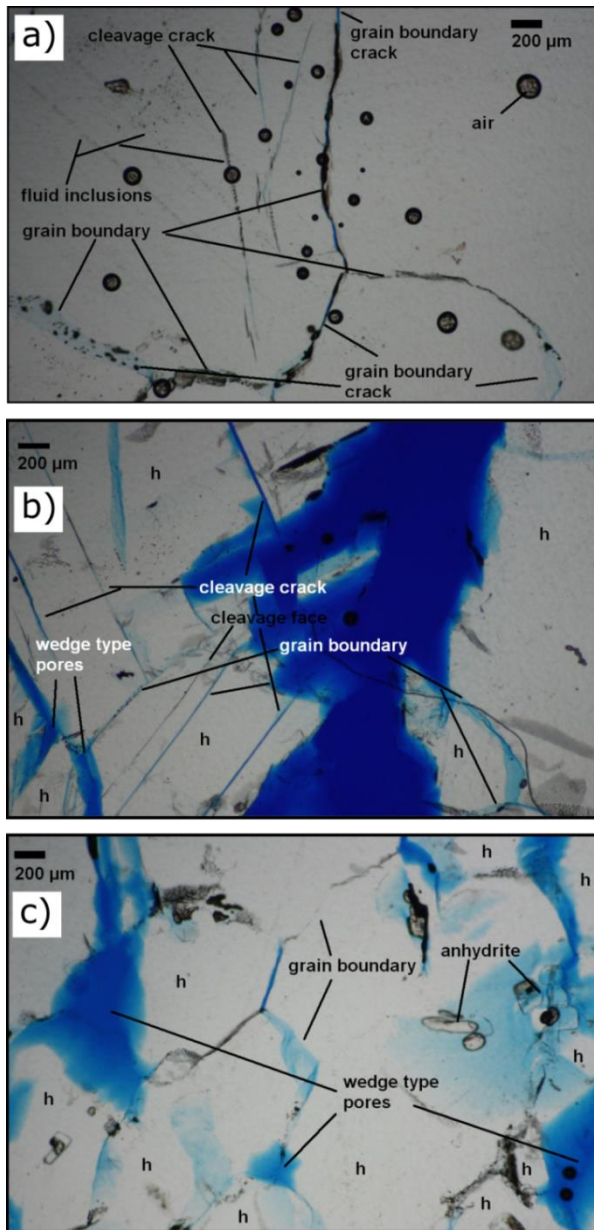 a)
cleavage crack
grain boundary
crack
200 µm
air
fluid inclusions
grain boundary
grain boundary
crack
b)
200 µm
h
h
cleavage crack
cleavage face
wedge type
pores
grain boundary
h
h
h
h
c)
200 µm
h
h
h
grain boundary
anhydrite
h
wedge type
pores
h
h
h
h
h
h